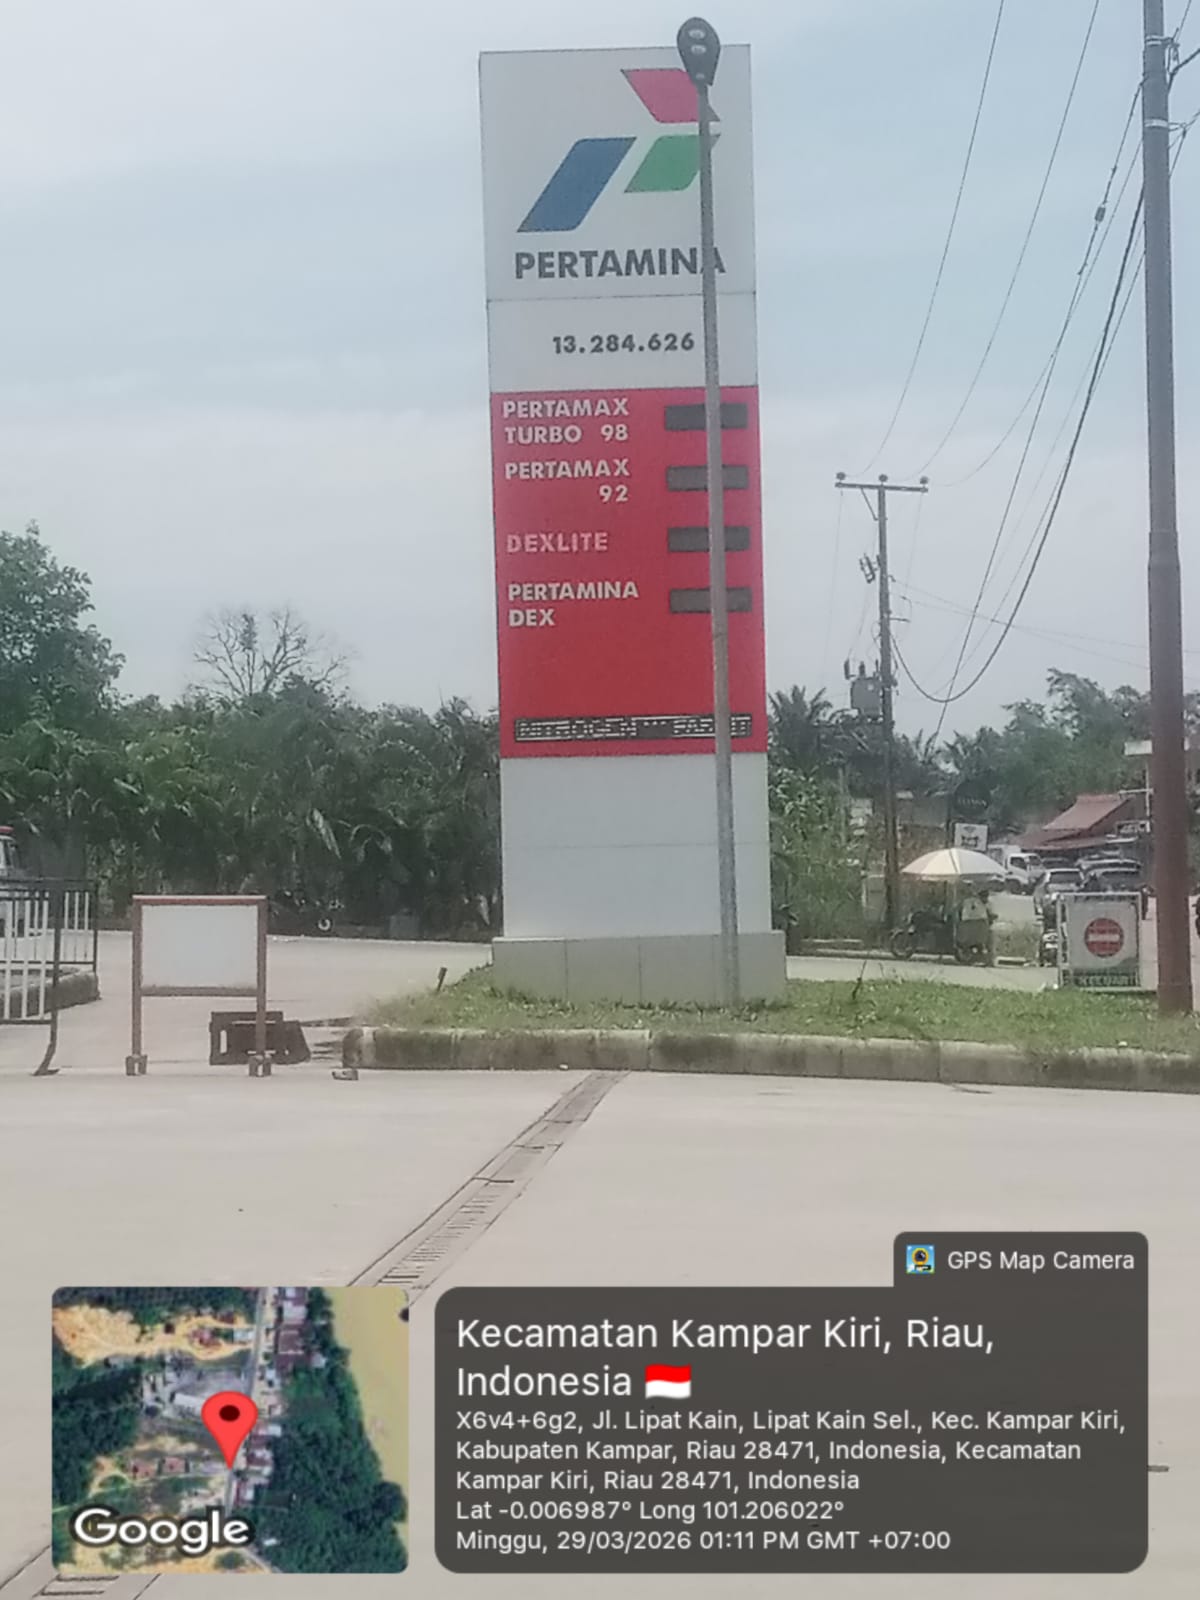 PERTAMINA
13.284.626
PERTAMAX
TURBO 98
PERTAMAX
92
DEXLITE
PERTAMINA
DEX
GPS Map Camera
Kecamatan Kampar Kiri, Riau,
Indonesia
X6v4+6g2, Jl. Lipat Kain, Lipat Kain Sel., Kec. Kampar Kiri,
Kabupaten Kampar, Riau 28471, Indonesia, Kecamatan
Kampar Kiri, Riau 28471, Indonesia
Lat -0.006987° Long 101.206022°
Minggu, 29/03/2026 01:11 PM GMT +07:00
Google